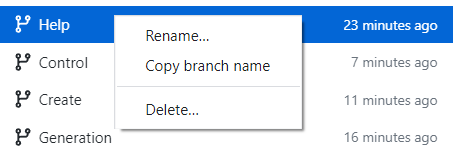 Help 23 minutes ago
Rename...
Copy branch name
Control 7 minutes ago
Create 11 minutes ago
Delete...
Generation 16 minutes ago